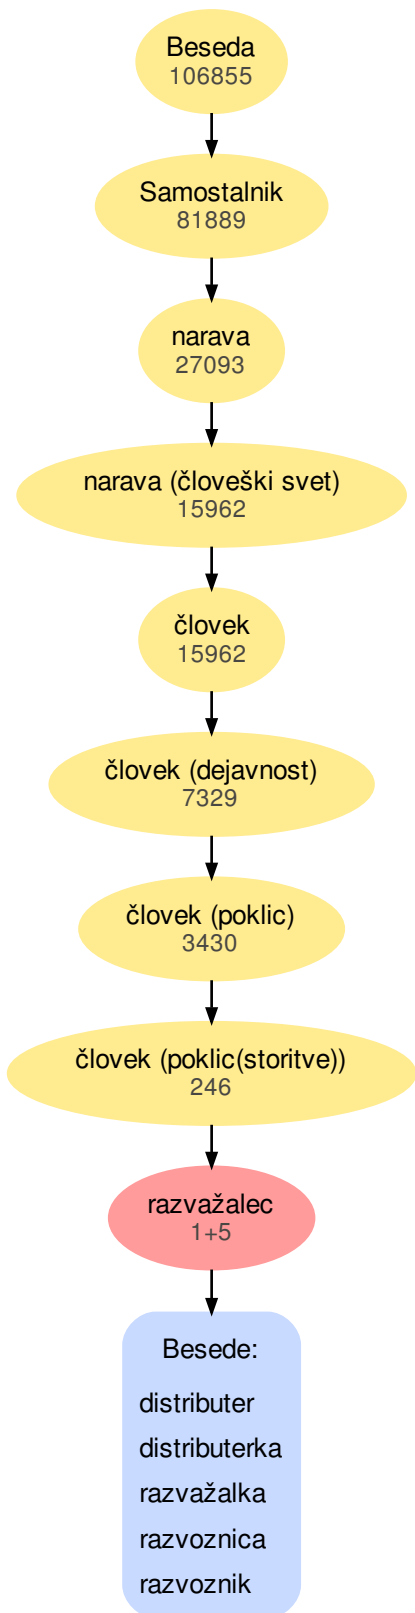 Beseda
106855
Samostalnik
81889
narava
27093
narava (človeški svet)
15962
človek
15962
človek (dejavnost)
7329
človek (poklic)
3430
človek (poklic(storitve))
246
razvažalec
1+5
Besede:
distributer
distributerka
razvažalka
razvoznica
razvoznik